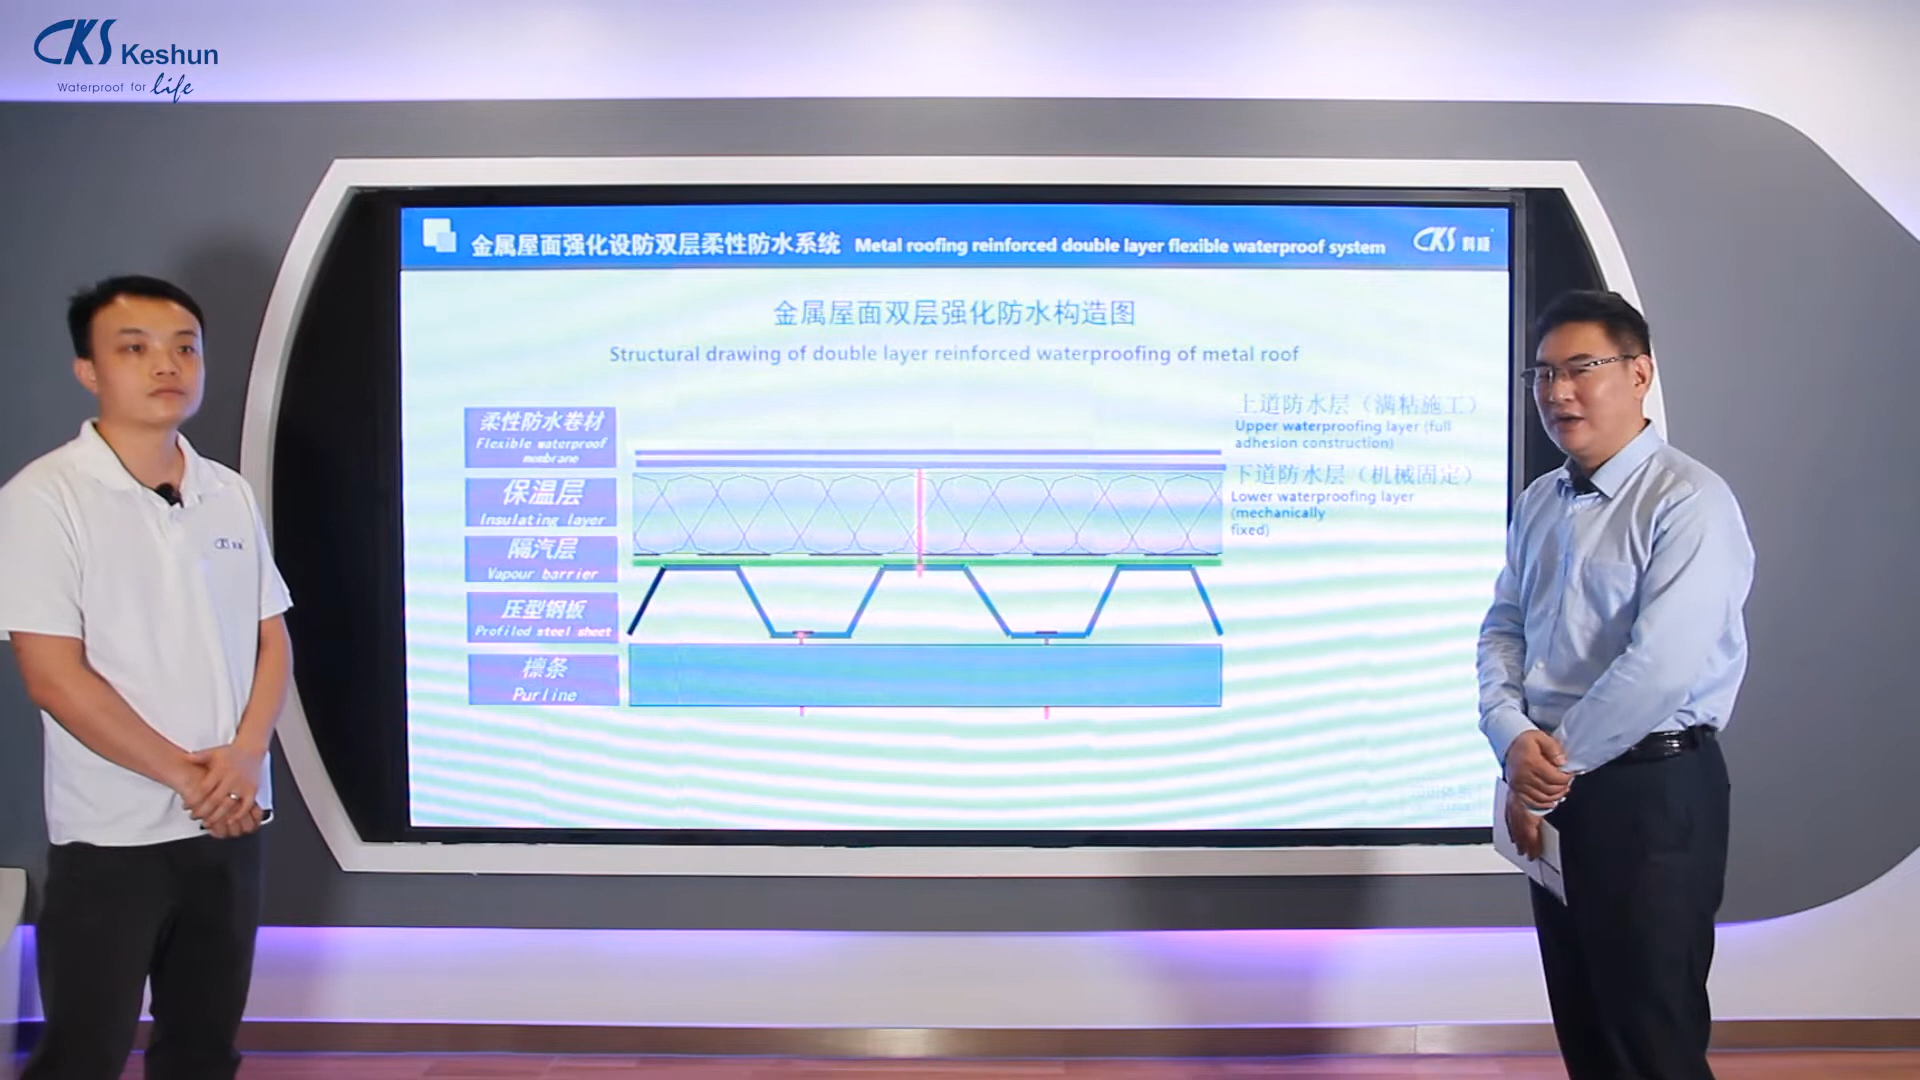 CKS Keshun
Waterproof for life
金属屋面强化设防双层柔性防水系统 Metal roofing reinforced double layer flexible waterproof system
CKS 科顺
金属屋面双层强化防水构造图
Structural drawing of double layer reinforced waterproofing of metal roof
柔性防水卷材
Flexible waterproof
membrane
保温层
Insulating layer
隔汽层
Vapour barrier
压型钢板
Profiled steel sheet
檩条
Purline
上道防水层（满粘施工）
Upper waterproofing layer (full
adhesion construction)
下道防水层（机械固定）
Lower waterproofing layer
(mechanically
fixed)
CKS